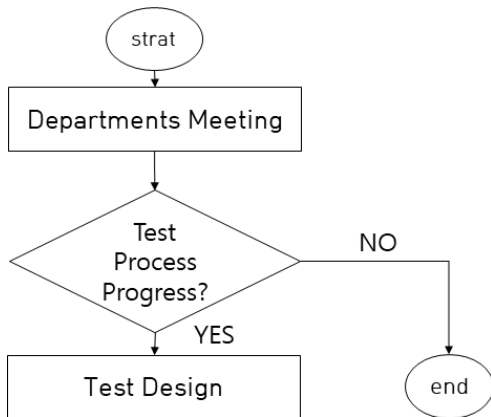 strat
Departments Meeting
Test
Process
Progress?
NO
YES
Test Design
end